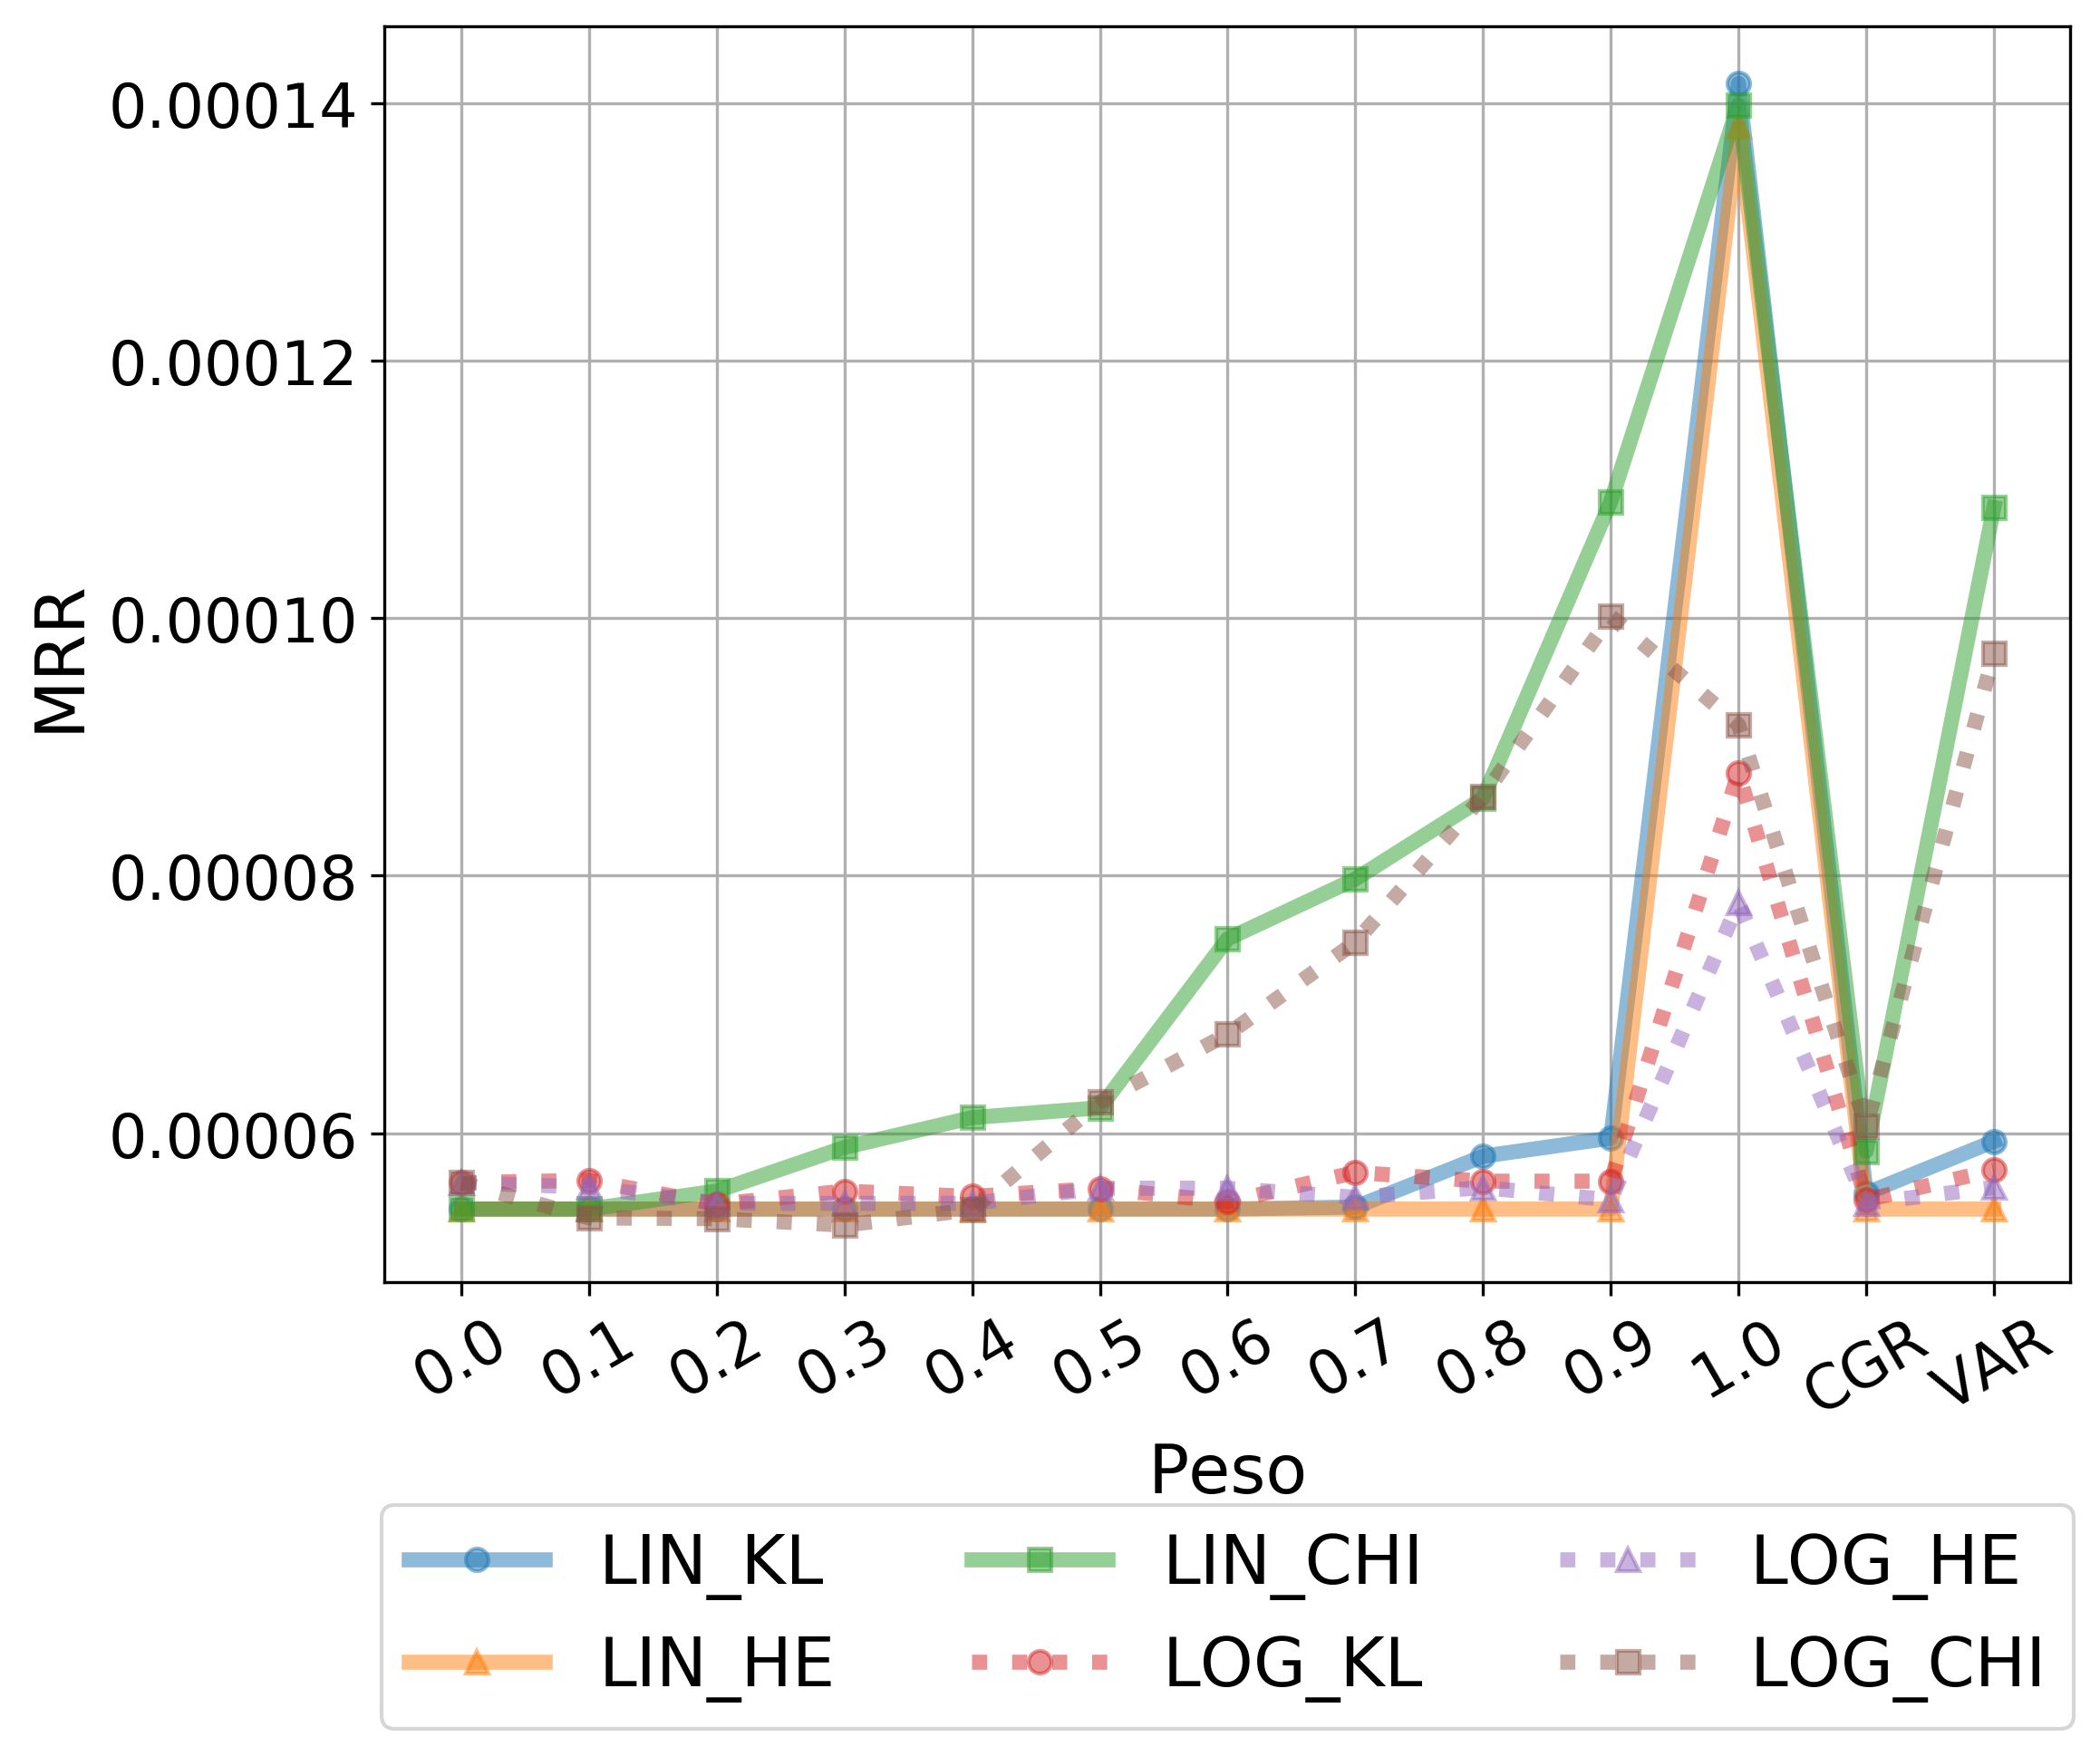 0.00014
0.00012
0.00010
0.00008
0.00006
MRR
0.0 0.1 0.2 0.3 0.4 0.5 0.6 0.7 0.8 0.9 1.0 CGR VAR
Peso
LIN_KL LIN_CHI LOG_HE
LIN_HE LOG_KL LOG_CHI